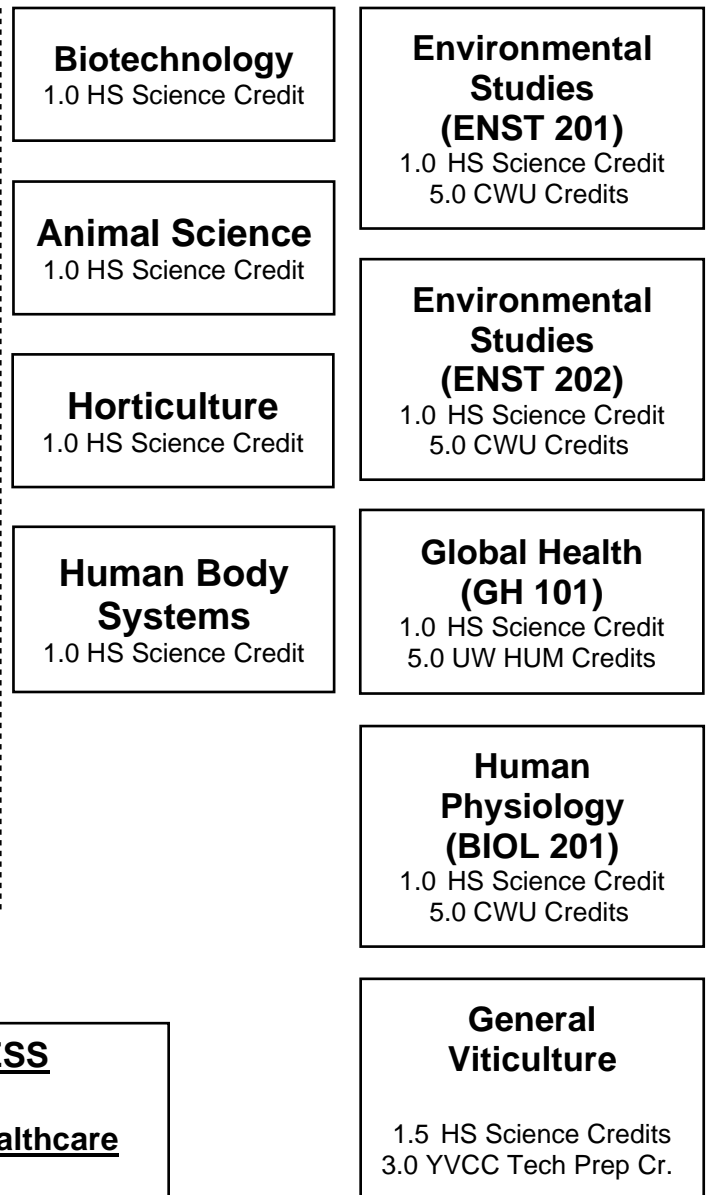 Biotechnology
1.0 HS Science Credit
Animal Science
1.0 HS Science Credit
Horticulture
1.0 HS Science Credit
Human Body
Systems
1.0 HS Science Credit
Environmental
Studies
(ENST 201)
1.0 HS Science Credit
5.0 CWU Credits
Environmental
Studies
(ENST 202)
1.0 HS Science Credit
5.0 CWU Credits
Global Health
(GH 101)
1.0 HS Science Credit
5.0 UW HUM Credits
Human
Physiology
(BIOL 201)
1.0 HS Science Credit
5.0 CWU Credits
General
Viticulture
1.5 HS Science Credits
3.0 YVCC Tech Prep Cr.
ESS
althcare